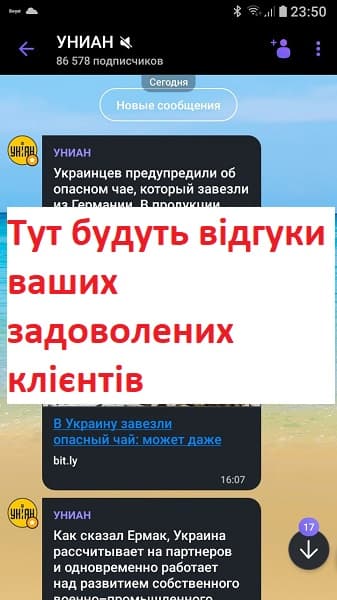 23:50
УНИАН
86 578 подписчиков
Сегодня
Новые сообщения
УНИАН
Украинцев предупредили об
опасном чае, который завезли
из Германии. В продукции
Тут будуть відгуки
ваших
задоволених
клієнтів
В Украину завезли
опасный чай: может даже
bit.ly
16:07
УНИАН
Как сказал Ермак, Украина
рассчитывает на партнеров
и одновременно работает
над развитием собственного
военно-промышленного
17